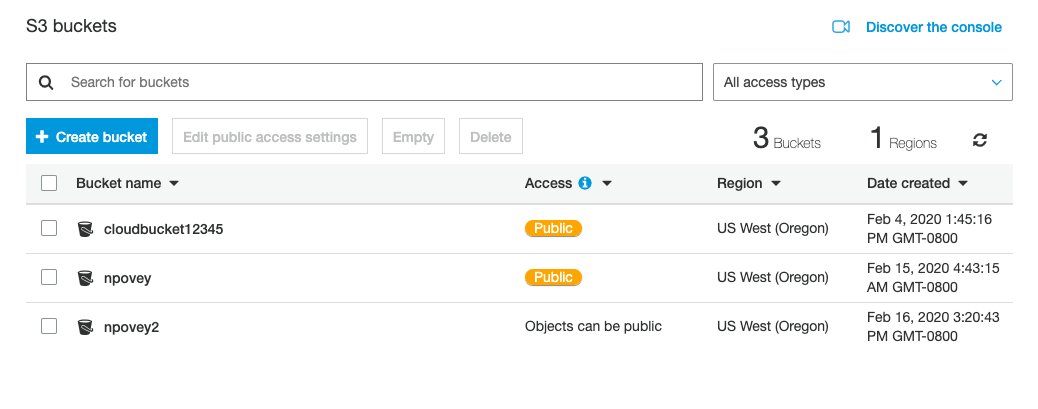 S3 buckets
Discover the console
Search for buckets
All access types
+ Create bucket
Edit public access settings
Empty
Delete
3 Buckets
1 Regions
Bucket name
Access
Region
Date created
cloudbucket12345
Public
US West (Oregon)
Feb 4, 2020 1:45:16
PM GMT-0800
npovey
Public
US West (Oregon)
Feb 15, 2020 4:43:15
AM GMT-0800
npovey2
Objects can be public
US West (Oregon)
Feb 16, 2020 3:20:43
PM GMT-0800